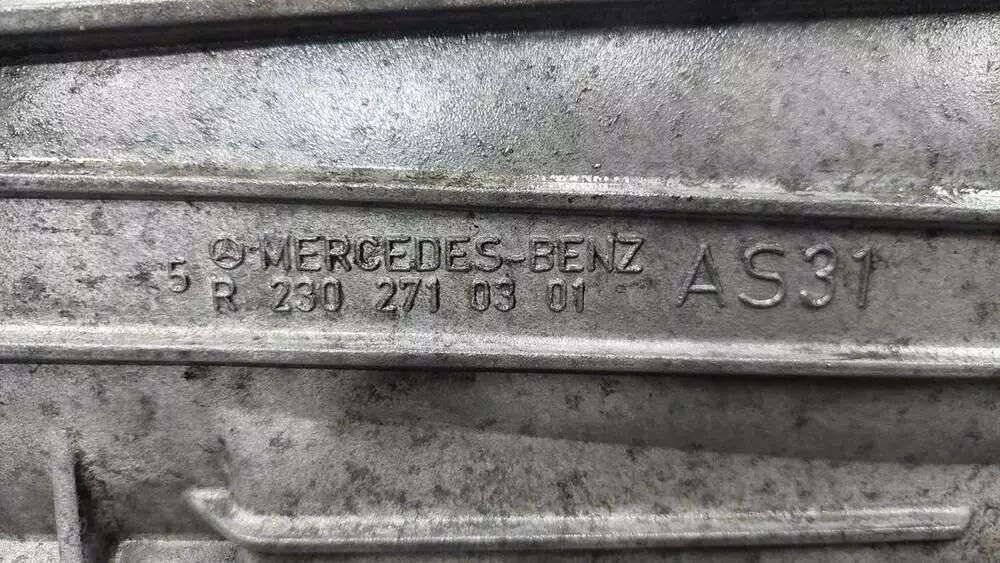 MERCEDES-BENZ AS31
5 R 230 271 03 01